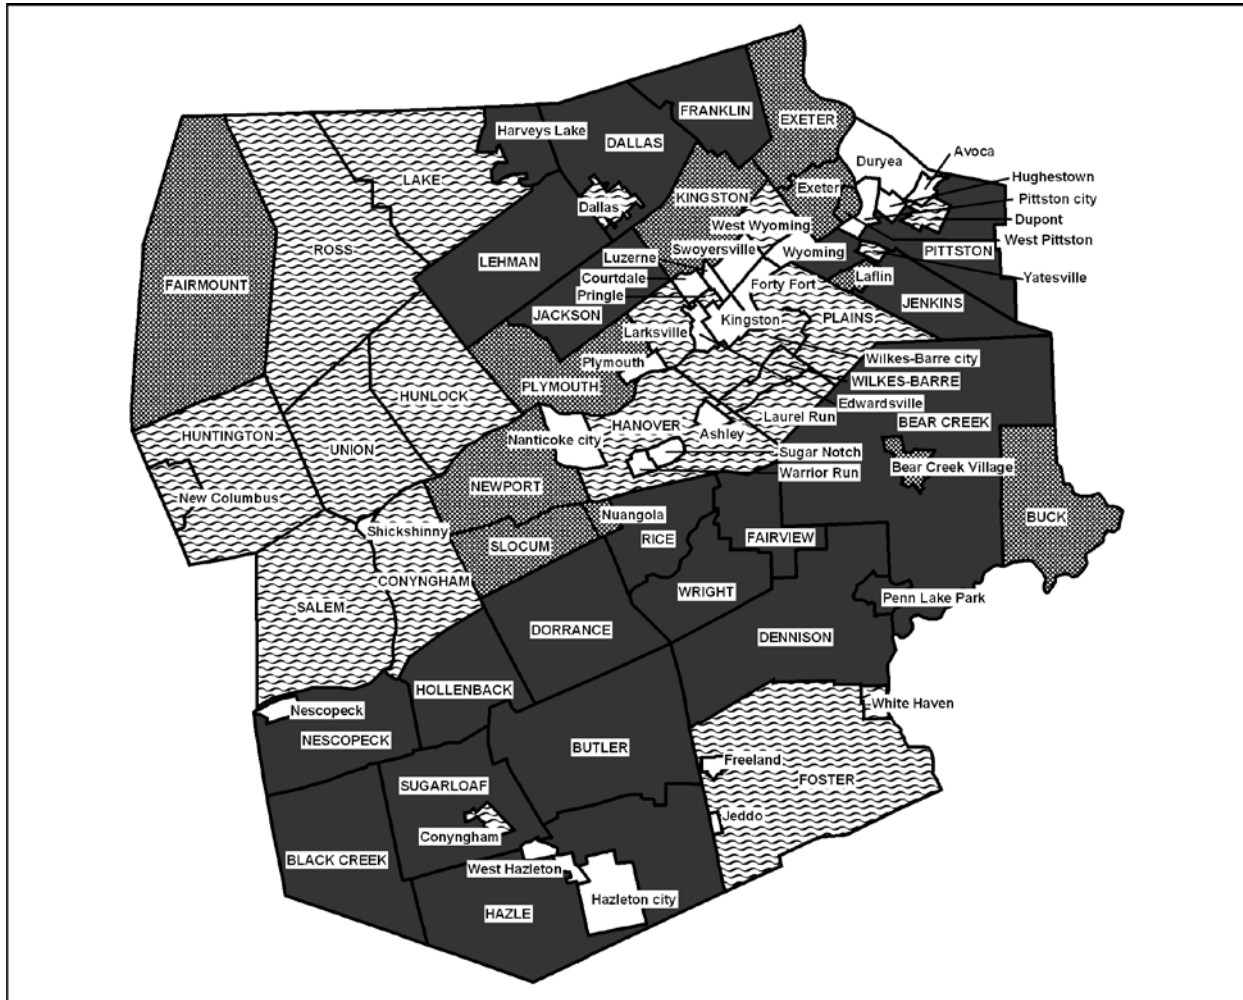 FRANKLIN
EXETER
Harveys Lake
DALLAS
Avoca
Duryea
Hughestown
LAKE
Exeter
Pittston city
KINGSTON
Dallas
Dupont
West Wyoming
West Pittston
ROSS
Swoyersville
Wyoming
PITTSTON
Luzerne
LEHMAN
Courtdale
Laflin
Yatesville
FAIRMOUNT
Forty Fort
Pringle
JENKINS
JACKSON
Kingston
PLAINS
Larksville
Plymouth
Wilkes-Barre city
WILKES-BARRE
PLYMOUTH
HUNLOCK
Edwardsville
Laurel Run
BEAR CREEK
HANOVER
Ashley
HUNTINGTON
Nanticoke city
UNION
Sugar Notch
Bear Creek Village
Warrior Run
NEWPORT
New Columbus
Nuangola
BUCK
Shickshinny
SLOCUM
RICE
FAIRVIEW
CONYNGHAM
WRIGHT
Penn Lake Park
SALEM
DORRANCE
DENNISON
HOLLENBACK
White Haven
Nescopeck
NESCOPECK
BUTLER
Freeland
FOSTER
SUGARLOAF
Jeddo
Conyngham
BLACK CREEK
West Hazleton
Hazleton city
HAZLE